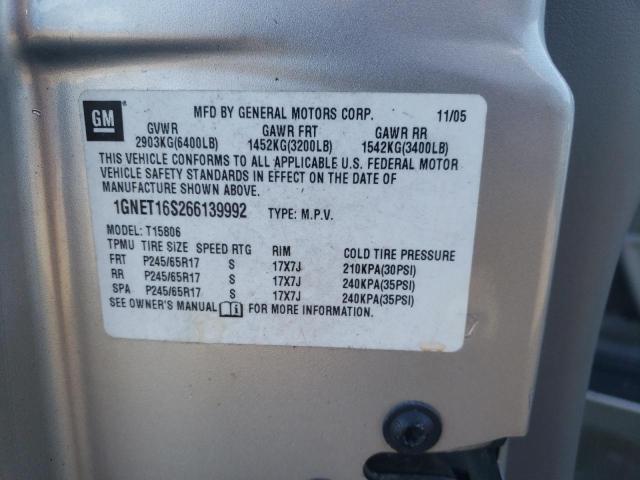 GM MFD BY GENERAL MOTORS CORP. 11/05
GVWR GAWR FRT GAWR RR
2903KG(6400LB) 1452KG(3200LB) 1542KG(3400LB)
THIS VEHICLE CONFORMS TO ALL APPLICABLE U.S. FEDERAL MOTOR
VEHICLE SAFETY STANDARDS IN EFFECT ON THE DATE OF
MANUFACTURE SHOWN ABOVE.
1GNET16S266139992 TYPE: M.P.V.
MODEL: T15806
TPMU TIRE SIZE SPEED RTG RIM COLD TIRE PRESSURE
FRT P245/65R17 S 17X7J 210KPA(30PSI)
RR P245/65R17 S 17X7J 240KPA(35PSI)
SPA P245/65R17 S 17X7J 240KPA(35PSI)
SEE OWNER'S MANUAL FOR MORE INFORMATION.